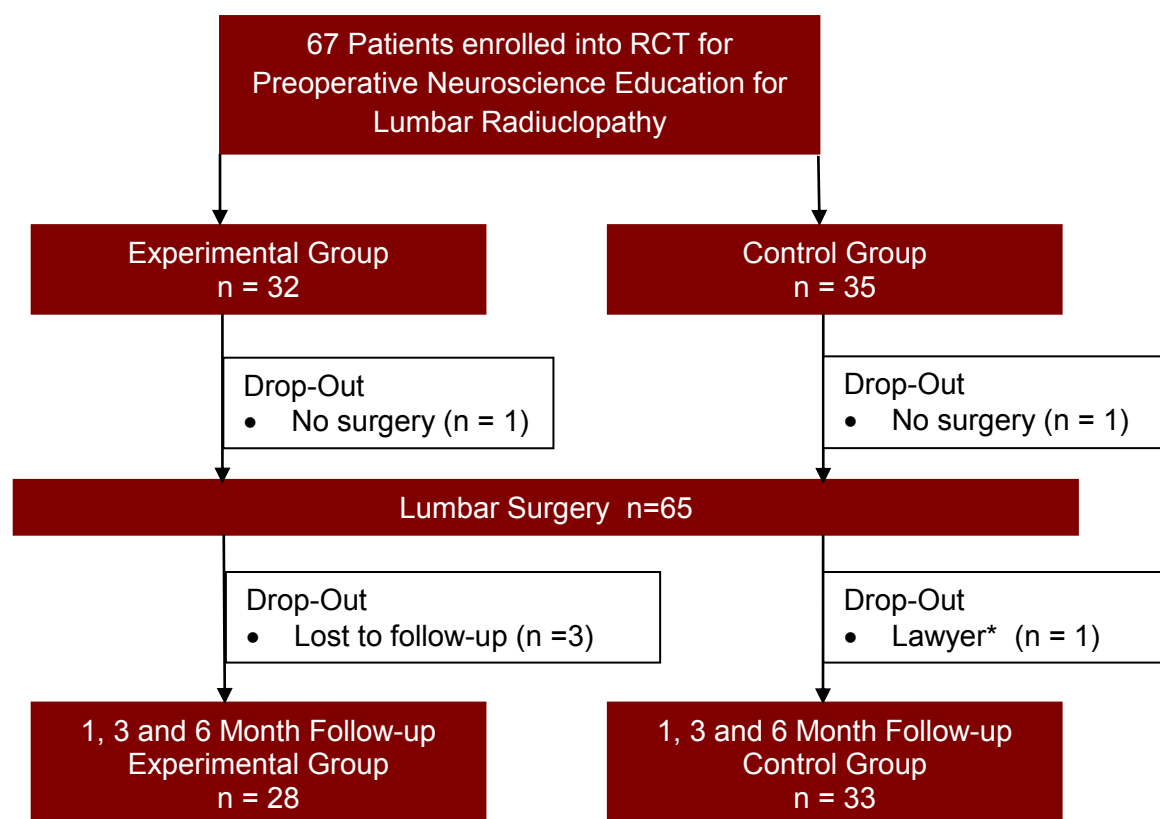 67 Patients enrolled into RCT for
Preoperative Neuroscience Education for
Lumbar Radiuclopathy
Experimental Group
n = 32
Control Group
n = 35
Drop-Out
• No surgery (n = 1)
Drop-Out
• No surgery (n = 1)
Lumbar Surgery n=65
Drop-Out
• Lost to follow-up (n =3)
Drop-Out
• Lawyer* (n = 1)
1, 3 and 6 Month Follow-up
Experimental Group
n = 28
1, 3 and 6 Month Follow-up
Control Group
n = 33